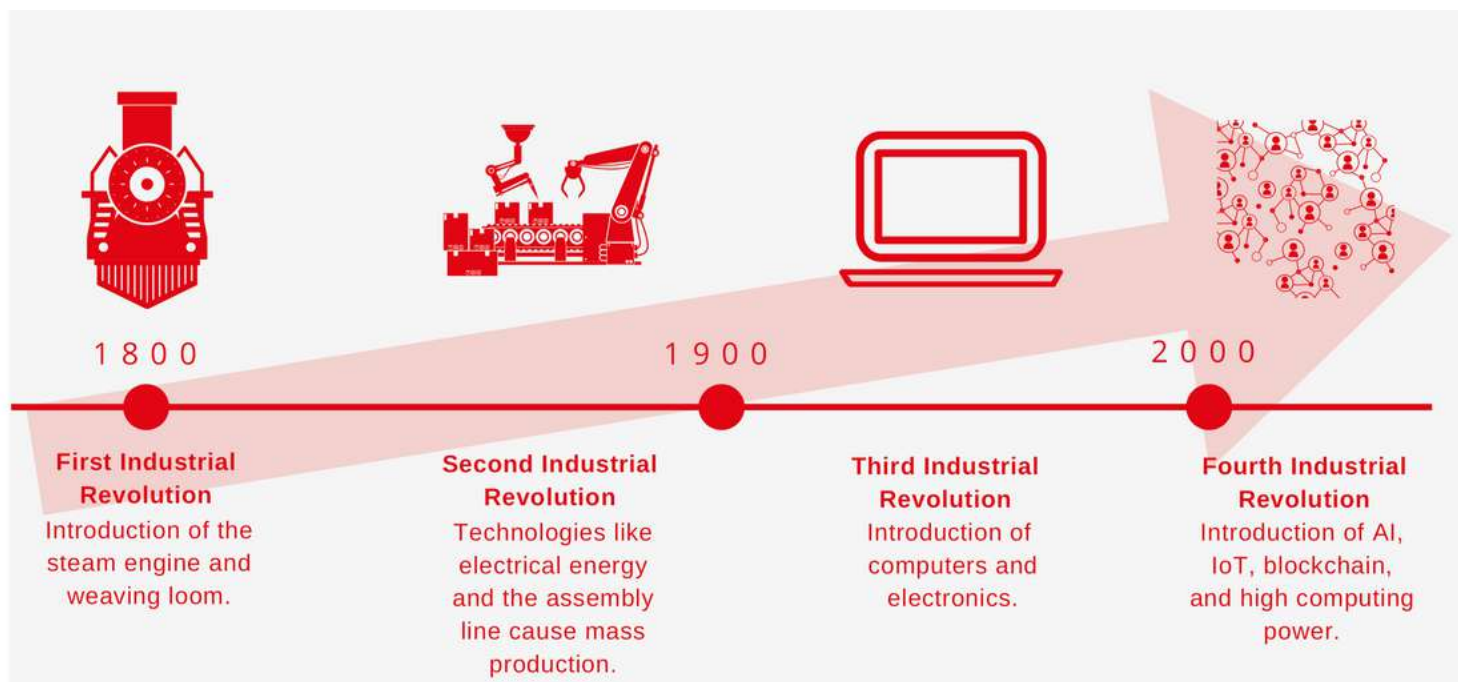 1800
1900
2000
First Industrial
Revolution
Introduction of the
steam engine and
weaving loom.
Second Industrial
Revolution
Technologies like
electrical energy
and the assembly
line cause mass
production.
Third Industrial
Revolution
Introduction of
computers and
electronics.
Fourth Industrial
Revolution
Introduction of AI,
IoT, blockchain,
and high computing
power.